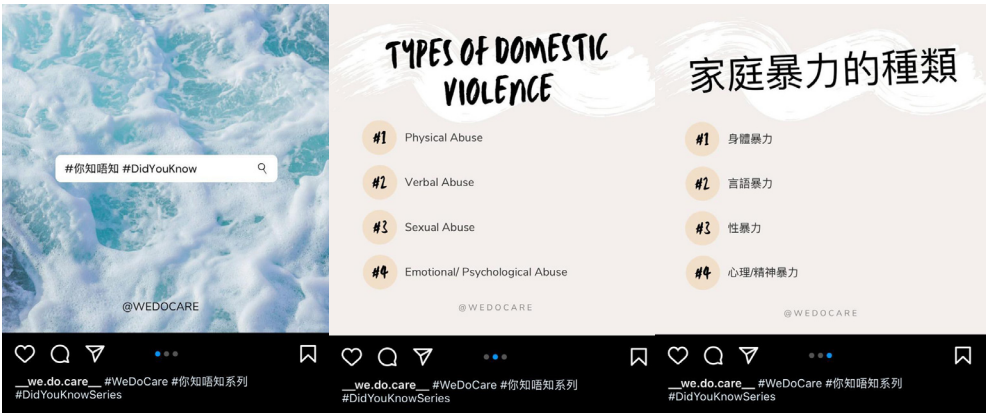 #你知唔知 #DidYouKnow
@WEDOCARE
__we.do.care__ #WeDoCare #你知唔知系列
#DidYouKnowSeries
TYPES OF DOMESTIC
VIOLENCE
#1 Physical Abuse
#2 Verbal Abuse
#3 Sexual Abuse
#4 Emotional/ Psychological Abuse
@WEDOCARE
__we.do.care__ #WeDoCare #你知唔知系列
#DidYouKnowSeries
家庭暴力的種類
#1 身體暴力
#2 言語暴力
#3 性暴力
#4 心理/精神暴力
@WEDOCARE
__we.do.care__ #WeDoCare #你知唔知系列
#DidYouKnowSeries